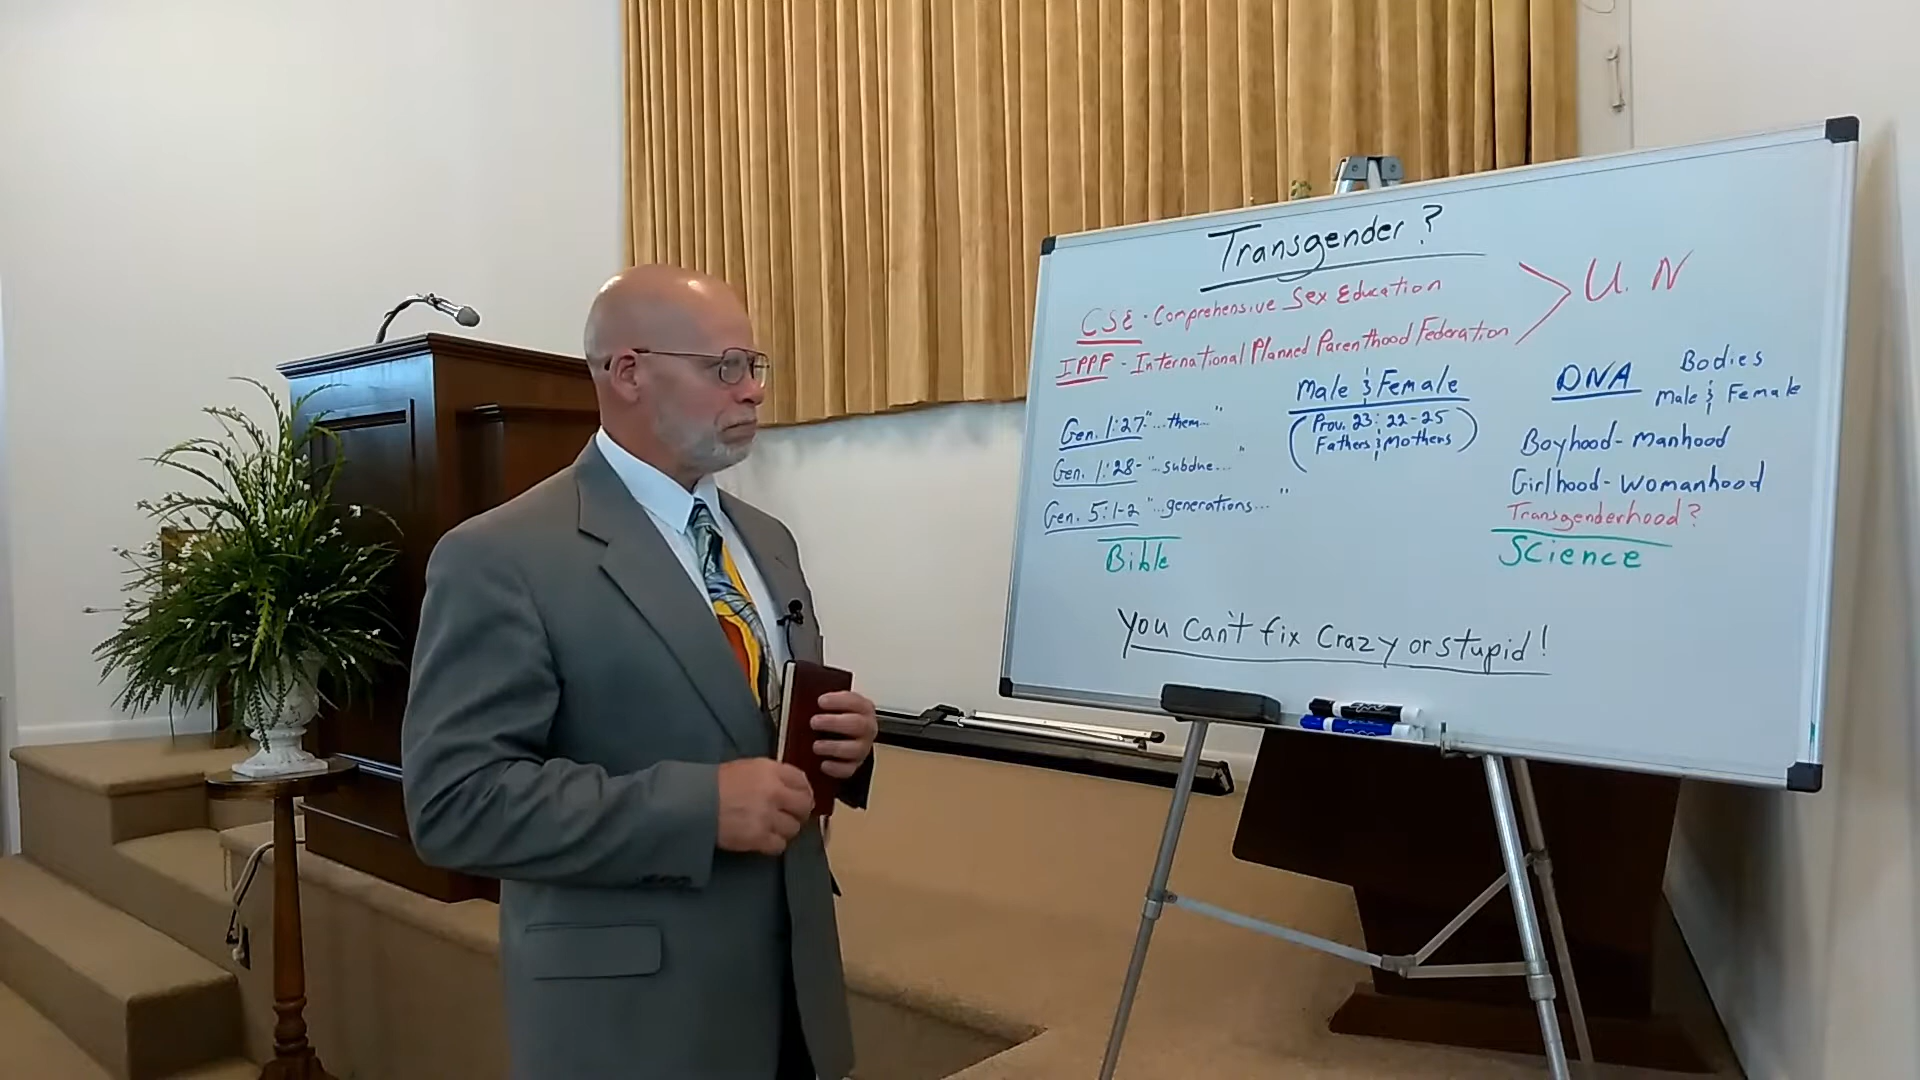 Transgender?
CSE - Comprehensive Sex Education
IPPF - International Planned Parenthood Federation
U.N
Gen. 1:27 "...them..."
Gen. 1:28 - "...subdue..."
Gen. 5:1-2 "...generations..."
Bible
Male & Female
(Prov. 23:22-25
Fathers & Mothers)
DNA
Bodies
Male & Female
Boyhood - Manhood
Girlhood - Womanhood
Transgenderhood?
Science
You Can't fix Crazy or stupid!